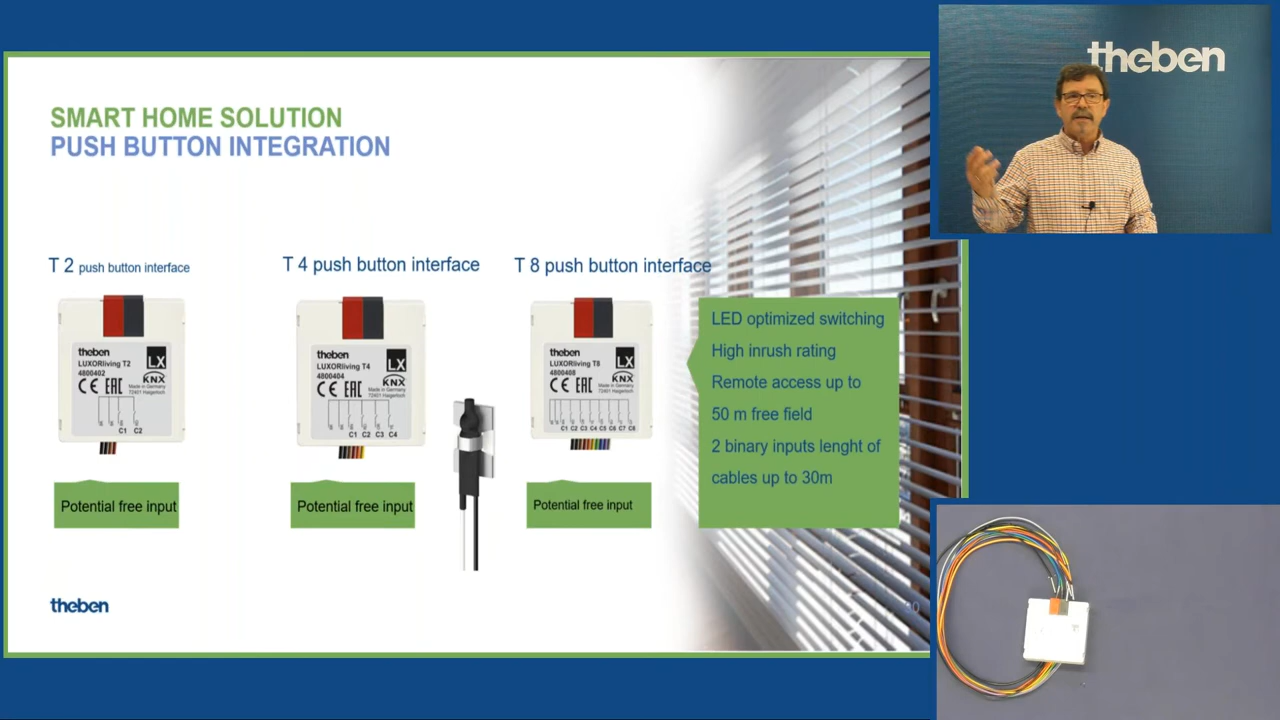 theben
SMART HOME SOLUTION
PUSH BUTTON INTEGRATION
T 2 push button interface
T 4 push button interface
T 8 push button interface
theben
LUXORliving T2
4800402
LX
KNX
CE EAC
Made in Germany
72401 Haigerloch
C1 C2
theben
LUXORliving T4
4800404
LX
KNX
CE EAC
Made in Germany
72401 Haigerloch
C1 C2 C3 C4
theben
LUXORliving T8
4800408
LX
KNX
CE EAC
Made in Germany
72401 Haigerloch
C1 C2 C3 C4 C5 C6 C7 C8
LED optimized switching
High inrush rating
Remote access up to
50 m free field
2 binary inputs lenght of
cables up to 30m
Potential free input
Potential free input
Potential free input
theben